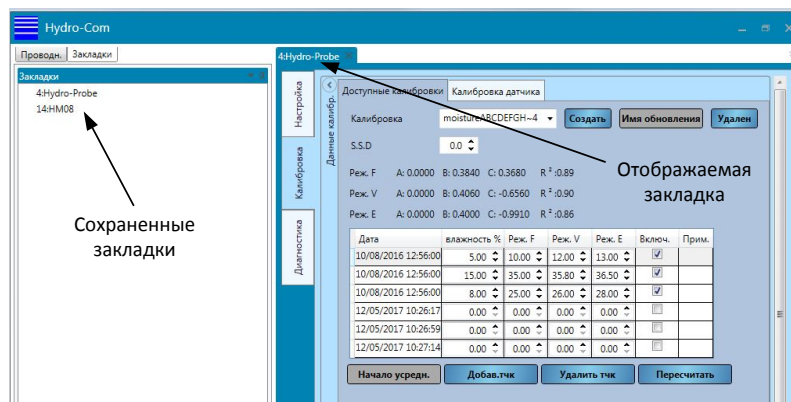 Hydro-Com
Проводн. Закладки
Закладки
4:Hydro-Probe
14:HM08
Сохраненные
закладки
4:Hydro-Probe
Настройка
Калибровка
Диагностика
Данные калибр.
Доступные калибровки Калибровка датчика
Калибровка moistureABCDEFGH~4 Создать Имя обновления Удален
S.S.D 0.0
Реж. F A: 0.0000 B: 0.3840 C: 0.3680 R ² :0.89
Реж. V A: 0.0000 B: 0.4060 C: -0.6560 R ² :0.90
Реж. E A: 0.0000 B: 0.4000 C: -0.9910 R ² :0.86
Отображаемая
закладка
Дата влажность % Реж. F Реж. V Реж. E Включ. Прим.
10/08/2016 12:56:00 5.00 10.00 12.00 13.00
10/08/2016 12:56:00 15.00 35.00 35.80 36.50
10/08/2016 12:56:00 8.00 25.00 26.00 28.00
12/05/2017 10:26:17 0.00 0.00 0.00 0.00
12/05/2017 10:26:59 0.00 0.00 0.00 0.00
12/05/2017 10:27:14 0.00 0.00 0.00 0.00
Начало усредн. Добав.тчк Удалить тчк Пересчитать